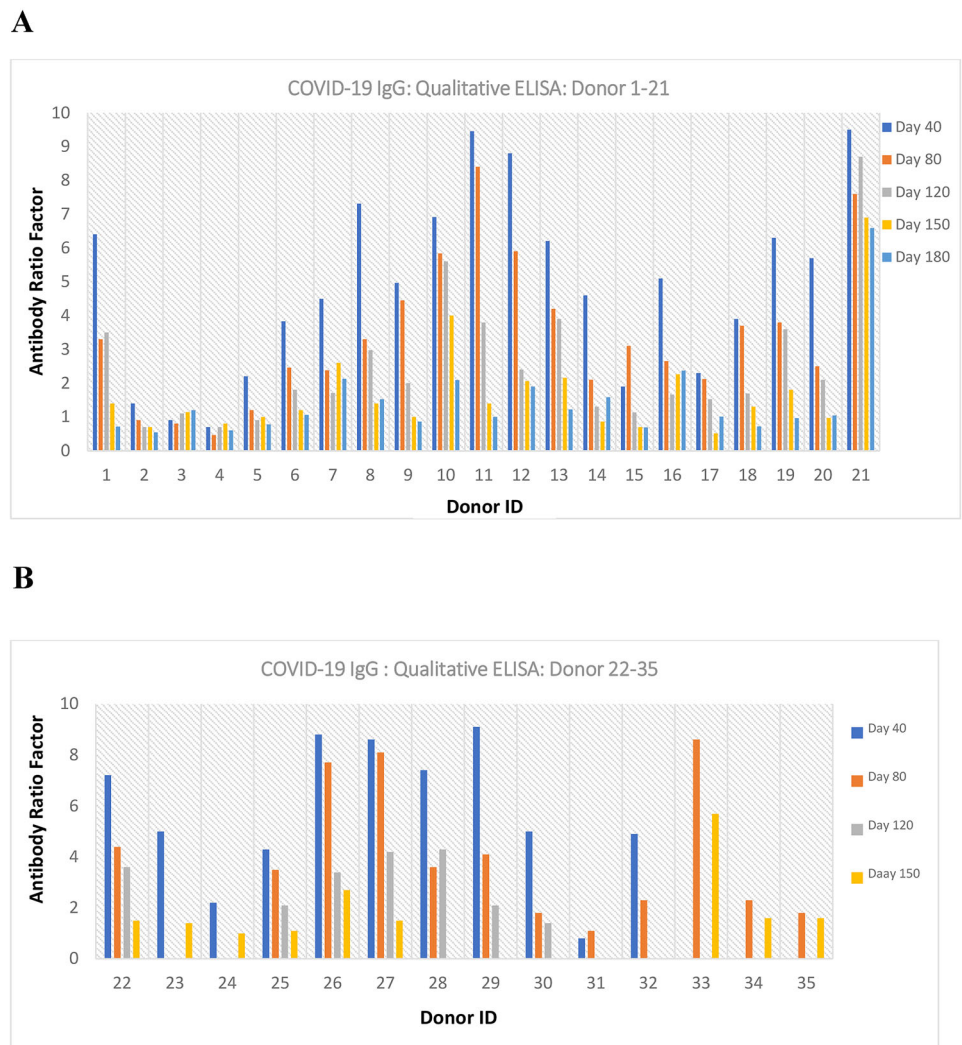 A
COVID-19 IgG: Qualitative ELISA: Donor 1-21
Antibody Ratio Factor
10
9
8
7
6
5
4
3
2
1
0
1 2 3 4 5 6 7 8 9 10 11 12 13 14 15 16 17 18 19 20 21
Donor ID
Day 40
Day 80
Day 120
Day 150
Day 180
B
COVID-19 IgG : Qualitative ELISA: Donor 22-35
Antibody Ratio Factor
10
8
6
4
2
0
22 23 24 25 26 27 28 29 30 31 32 33 34 35
Donor ID
Day 40
Day 80
Day 120
Daay 150